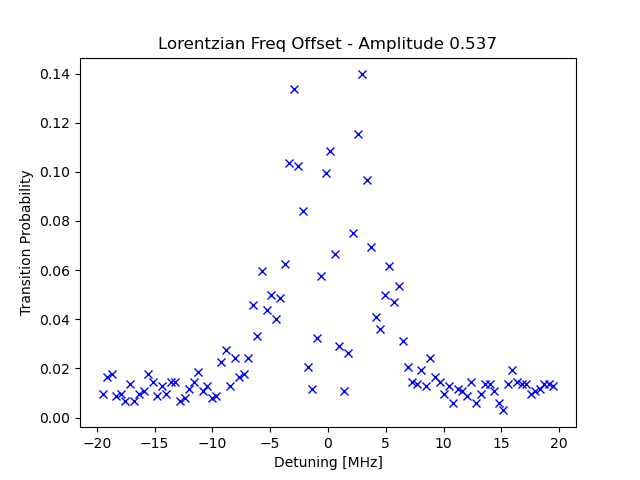 Lorentzian Freq Offset - Amplitude 0.537
0.14
0.12
0.10
0.08
0.06
0.04
0.02
0.00
Transition Probability
−20 −15 −10 −5 0 5 10 15 20
Detuning [MHz]